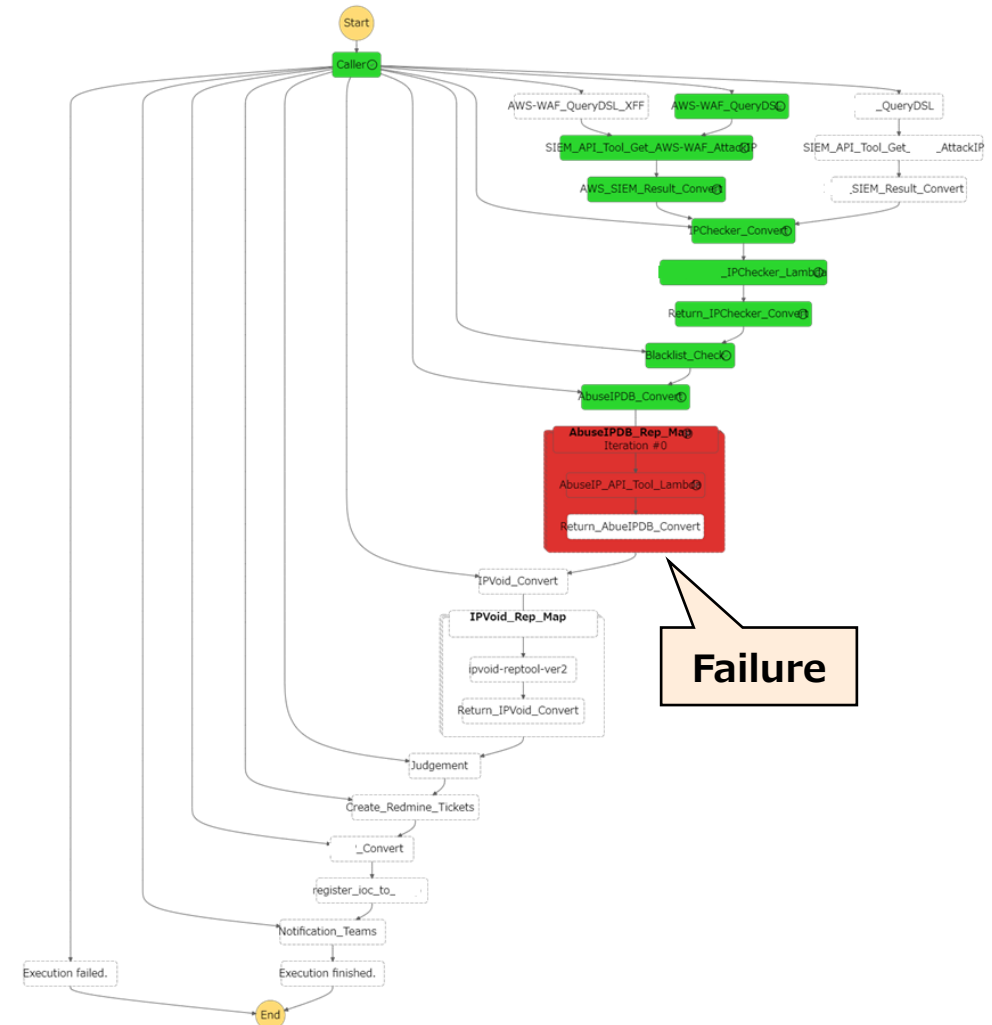 Start
Caller
AWS-WAF_QueryDSL_XFF
AWS-WAF_QueryDSL
_QueryDSL
SIEM_API_Tool_Get_AWS-WAF_AttackIP
SIEM_API_Tool_Get_ _AttackIP
AWS_SIEM_Result_Convert
_SIEM_Result_Convert
IPChecker_Convert
_IPChecker_Lambda
Return_IPChecker_Convert
Blacklist_Check
AbuseIPDB_Convert
AbuseIPDB_Rep_Map
Iteration #0
AbuseIP_API_Tool_Lambda
Return_AbueIPDB_Convert
IPVoid_Convert
IPVoid_Rep_Map
ipvoid-reptool-ver2
Return_IPVoid_Convert
Failure
Judgement
Create_Redmine_Tickets
_Convert
register_ioc_to_
Notification_Teams
Execution failed.
Execution finished.
End